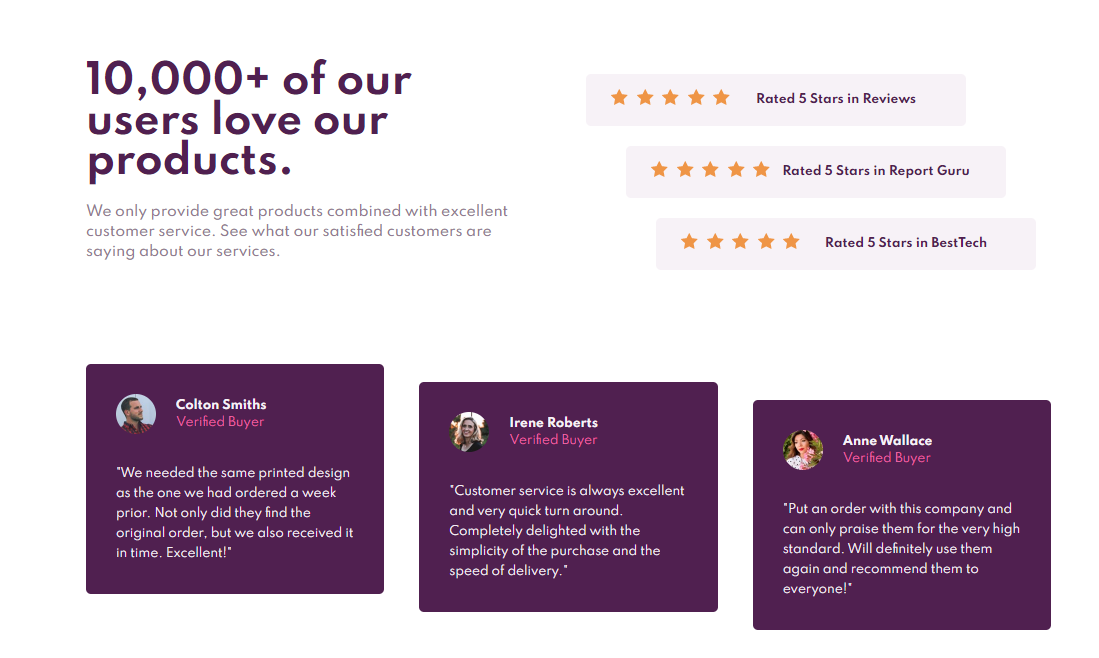 10,000+ of our
users love our
products.
We only provide great products combined with excellent
customer service. See what our satisfied customers are
saying about our services.
Rated 5 Stars in Reviews
Rated 5 Stars in Report Guru
Rated 5 Stars in BestTech
Colton Smiths
Verified Buyer
"We needed the same printed design
as the one we had ordered a week
prior. Not only did they find the
original order, but we also received it
in time. Excellent!"
Irene Roberts
Verified Buyer
"Customer service is always excellent
and very quick turn around.
Completely delighted with the
simplicity of the purchase and the
speed of delivery."
Anne Wallace
Verified Buyer
"Put an order with this company and
can only praise them for the very high
standard. Will definitely use them
again and recommend them to
everyone!"